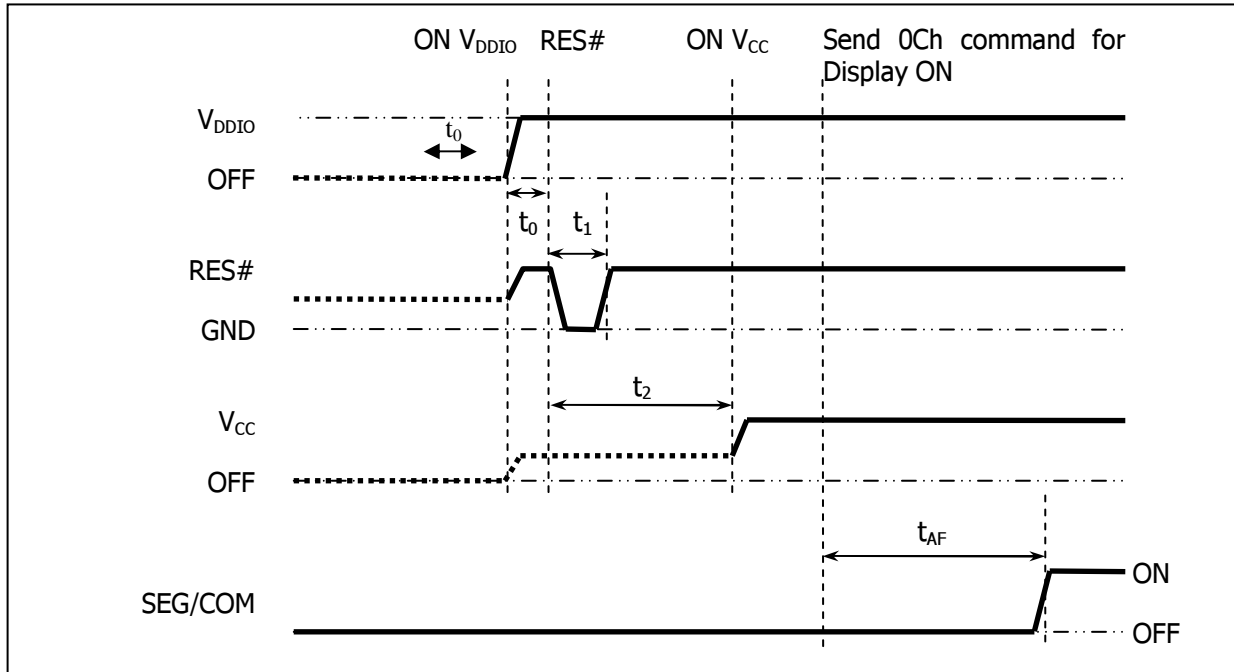 ON VDDIO RES# ON VCC Send 0Ch command for
Display ON
VDDIO
t0
OFF
t0 t1
RES#
GND
t2
VCC
OFF
tAF
ON
SEG/COM
OFF